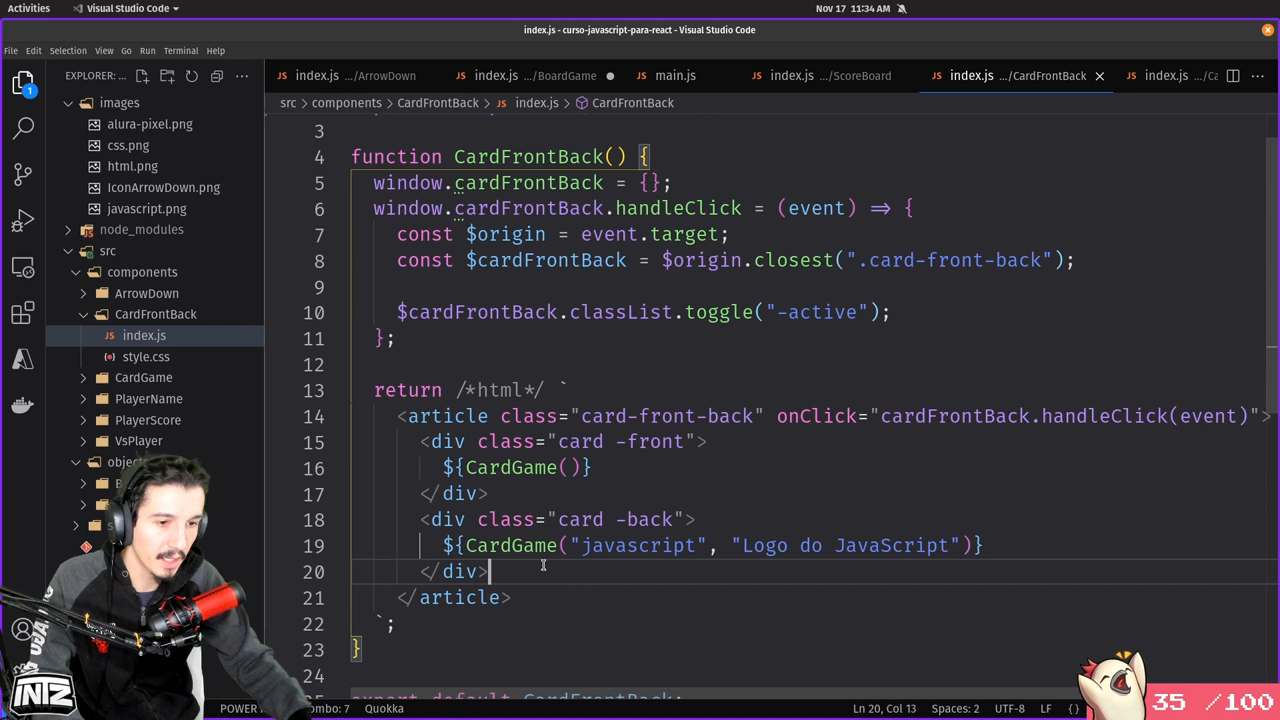 Activities
Visual Studio Code
Nov 17 11:34 AM
index.js - curso-javascript-para-react - Visual Studio Code
File Edit Selection View Go Run Terminal Help
EXPLORER: ...
index.js .../ArrowDown
index.js .../BoardGame
main.js
index.js .../ScoreBoard
index.js .../CardFrontBack
index.js .../Ca
src > components > CardFrontBack > index.js > CardFrontBack
1
images
alura-pixel.png
css.png
html.png
IconArrowDown.png
javascript.png
node_modules
src
components
ArrowDown
CardFrontBack
index.js
style.css
CardGame
PlayerName
PlayerScore
VsPlayer
3
4 function CardFrontBack() {
5 window.cardFrontBack = {};
6 window.cardFrontBack.handleClick = (event) => {
7 const $origin = event.target;
8 const $cardFrontBack = $origin.closest(".card-front-back");
9
10 $cardFrontBack.classList.toggle("-active");
11 };
12
13 return /*html*/ `
14 <article class="card-front-back" onClick="cardFrontBack.handleClick(event)">
15 <div class="card -front">
16 ${CardGame()}
17 </div>
18 <div class="card -back">
19 ${CardGame("javascript", "Logo do JavaScript")}
20 </div>
21 </article>
22 `;
23 }
24
25 export default CardFrontBack;
INTZ
35 /100
Ln 20, Col 13
Spaces: 2
UTF-8
LF
{}
Quokka